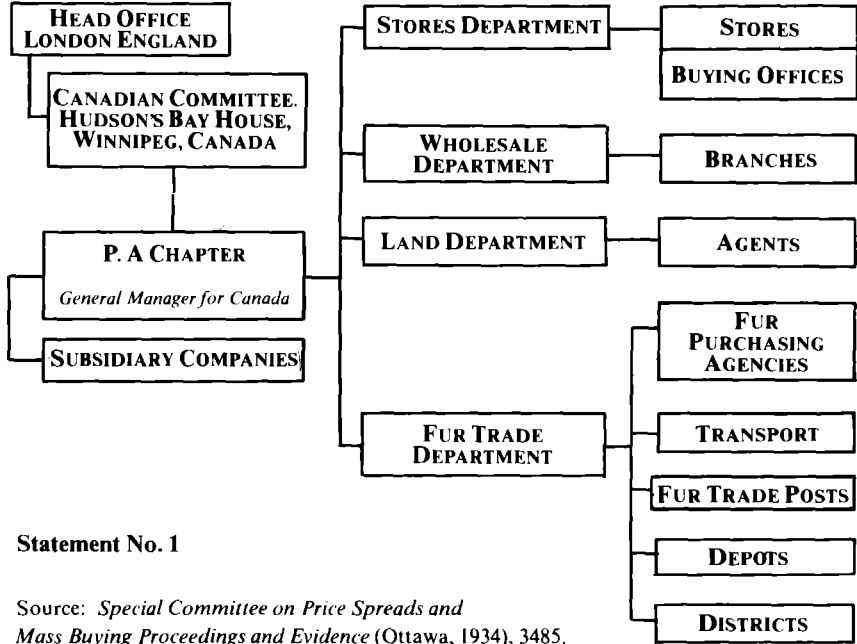 HEAD OFFICE
LONDON ENGLAND
CANADIAN COMMITTEE.
HUDSON'S BAY HOUSE,
WINNIPEG, CANADA
P. A CHAPTER
General Manager for Canada
SUBSIDIARY COMPANIES
STORES DEPARTMENT
STORES
BUYING OFFICES
WHOLESALE
DEPARTMENT
BRANCHES
LAND DEPARTMENT
AGENTS
FUR TRADE
DEPARTMENT
FUR
PURCHASING
AGENCIES
TRANSPORT
FUR TRADE POSTS
DEPOTS
DISTRICTS
Statement No. 1
Source: Special Committee on Price Spreads and
Mass Buying Proceedings and Evidence (Ottawa, 1934), 3485.